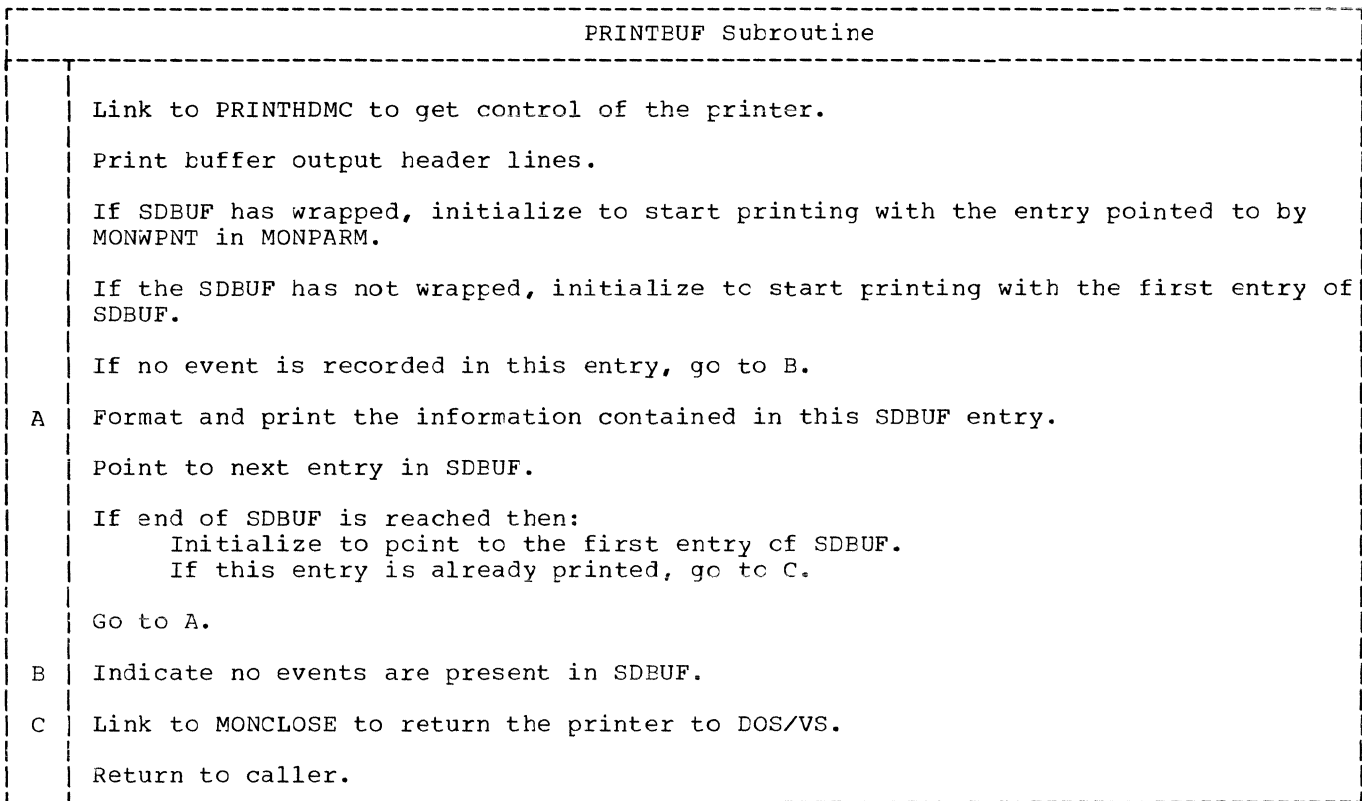 PRINTBUF Subroutine
Link to PRINTHDMC to get control of the printer.
Print buffer output header lines.
If SDBUF has wrapped, initialize to start printing with the entry pointed to by
MONWPNT in MONPARM.
If the SDBUF has not wrapped, initialize to start printing with the first entry of
SDBUF.
If no event is recorded in this entry, go to B.
A Format and print the information contained in this SDBUF entry.
Point to next entry in SDBUF.
If end of SDBUF is reached then:
Initialize to point to the first entry of SDBUF.
If this entry is already printed, go to C.
Go to A.
B Indicate no events are present in SDBUF.
C Link to MONCLOSE to return the printer to DOS/VS.
Return to caller.